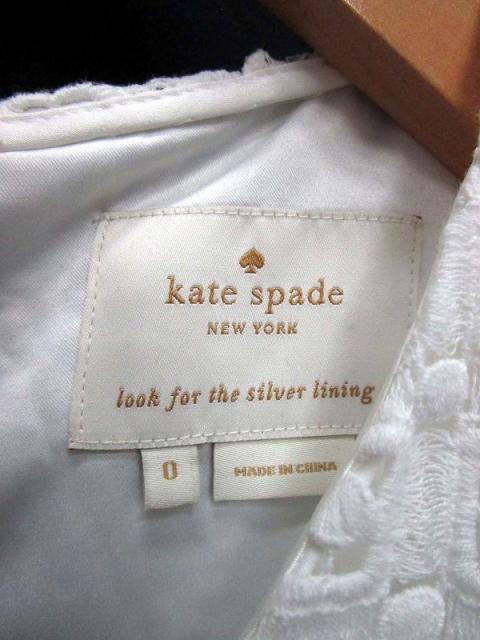 kate spade
NEW YORK
look for the silver lining
0
MADE IN CHINA